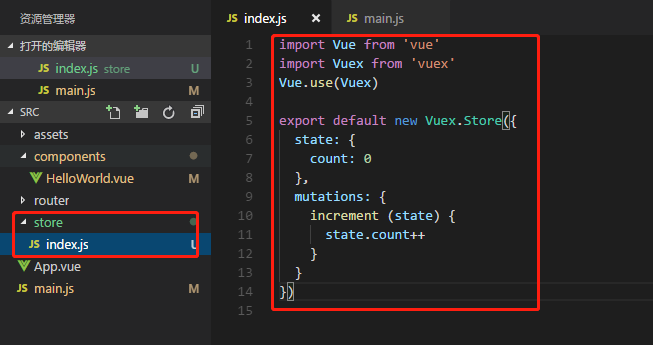 资源管理器
打开的编辑器
JS index.js store U
JS main.js M
SRC
assets
components
HelloWorld.vue M
router
store
JS index.js U
App.vue
JS main.js M
JS index.js
JS main.js
1 import Vue from 'vue'
2 import Vuex from 'vuex'
3 Vue.use(Vuex)
4
5 export default new Vuex.Store({
6 state: {
7 count: 0
8 },
9 mutations: {
10 increment (state) {
11 state.count++
12 }
13 }
14 })
15